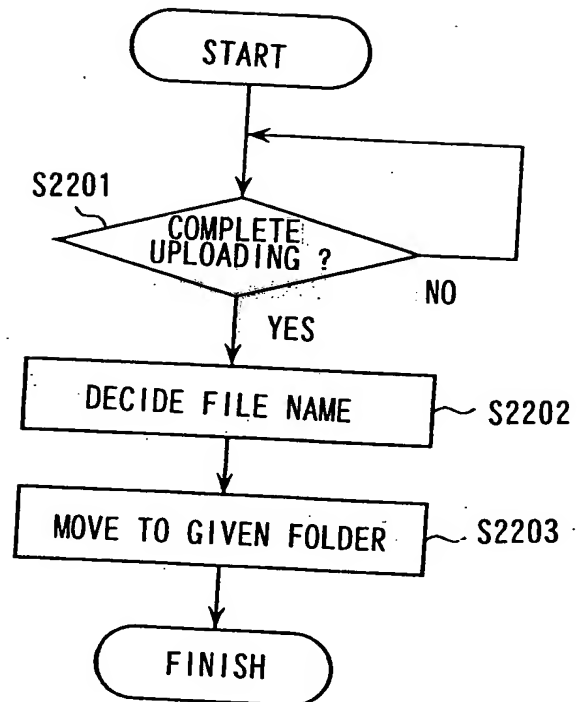 START
S2201
COMPLETE
UPLOADING ?
NO
YES
DECIDE FILE NAME
S2202
MOVE TO GIVEN FOLDER
S2203
FINISH